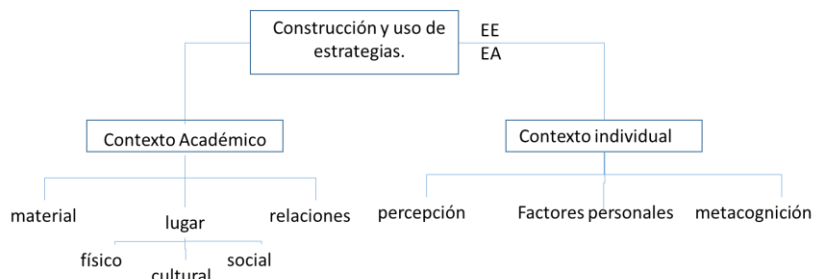 Construcción y uso de
estrategias.
EE
EA
Contexto Académico
Contexto individual
material
lugar
relaciones
percepción
Factores personales
metacognición
físico
cultural
social